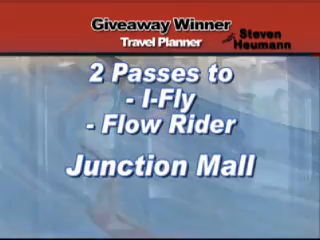 Giveaway Winner
Travel Planner
Steven
Heumann
2 Passes to
- I-Fly
- Flow Rider
Junction Mall